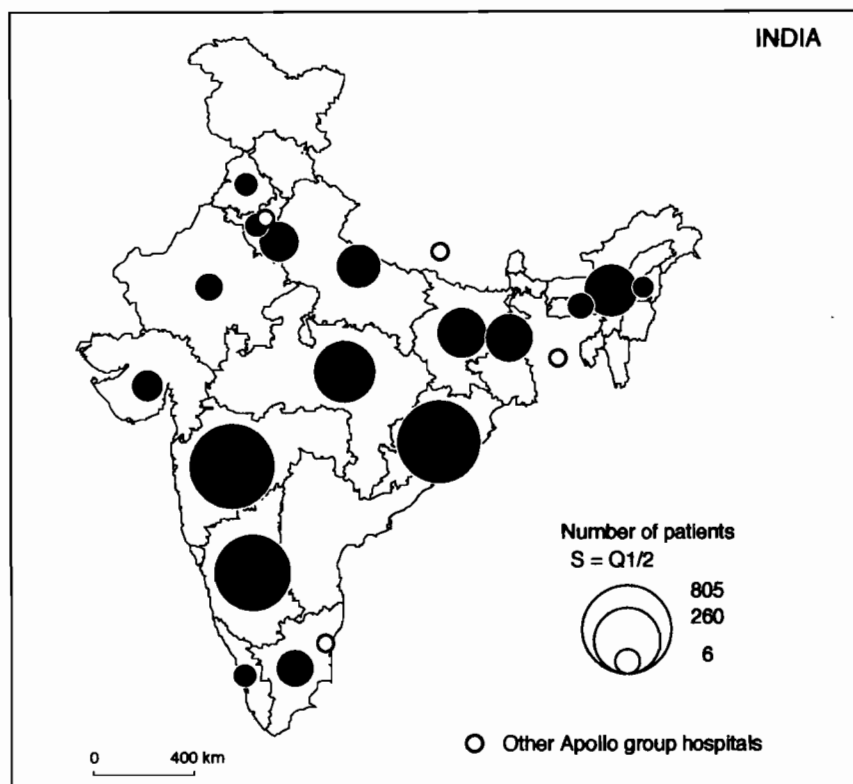 INDIA
Number of patients
S = Q1/2
805
260
6
0 400 km
Other Apollo group hospitals